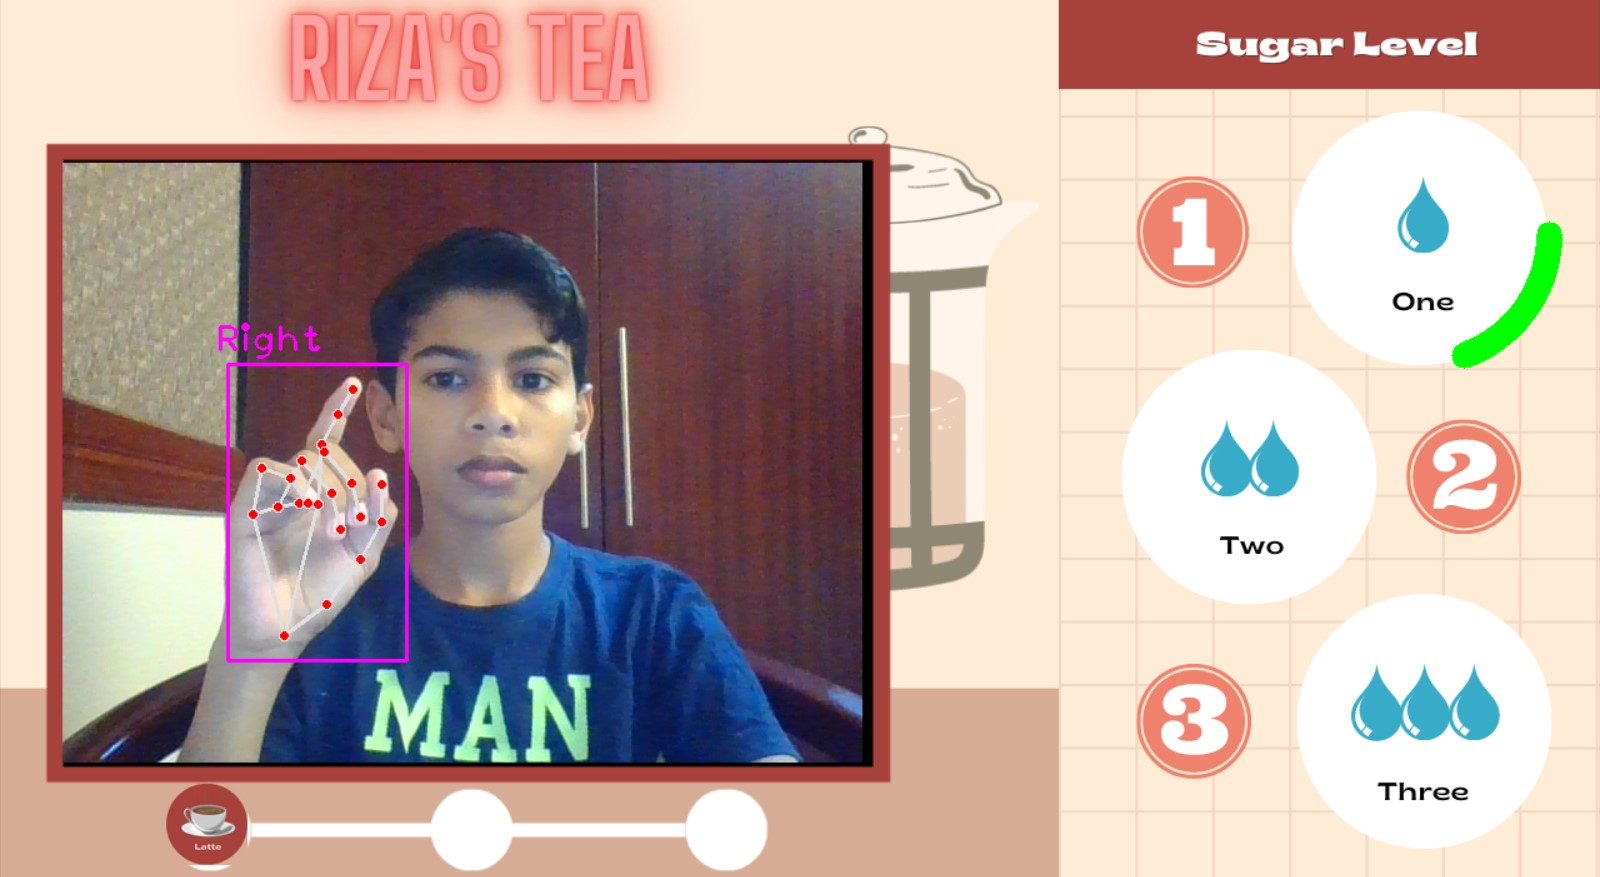 RIZA'S TEA
Sugar Level
1
One
Right
Two
2
3
MAN
Three
Latte